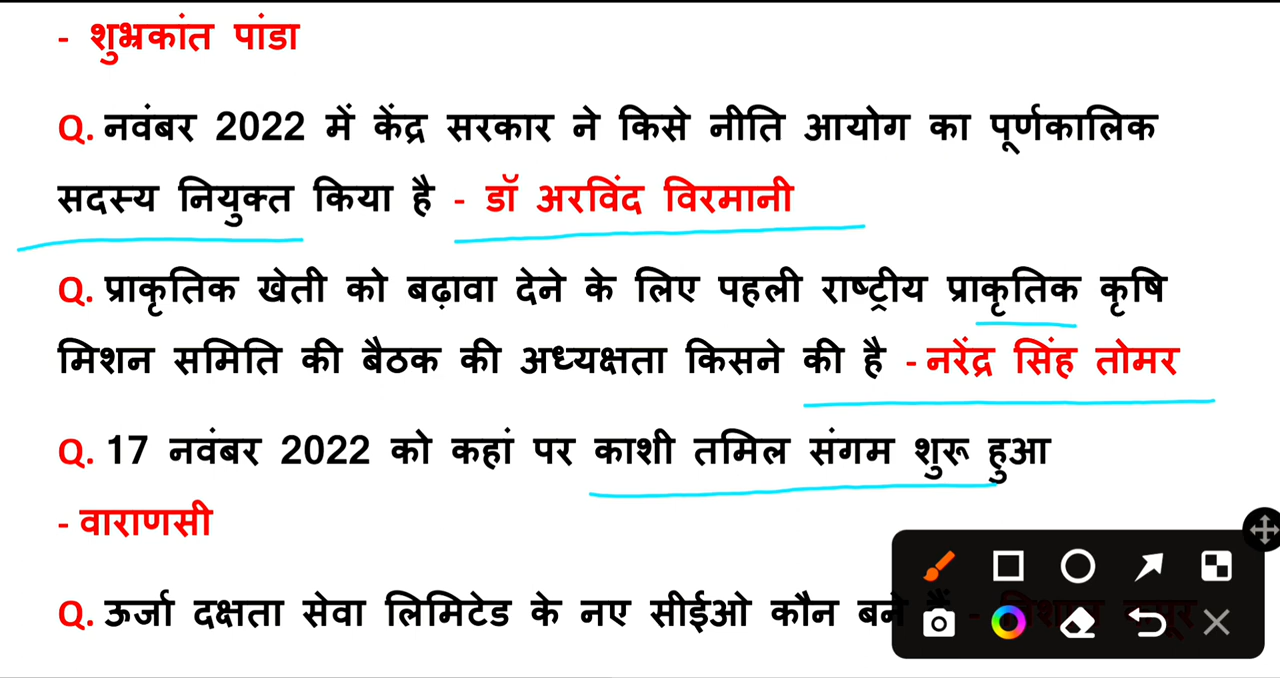 - शुभ्रकांत पांडा
Q. नवंबर 2022 में केंद्र सरकार ने किसे नीति आयोग का पूर्णकालिक
सदस्य नियुक्त किया है - डॉ अरविंद विरमानी
Q. प्राकृतिक खेती को बढ़ावा देने के लिए पहली राष्ट्रीय प्राकृतिक कृषि
मिशन समिति की बैठक की अध्यक्षता किसने की है - नरेंद्र सिंह तोमर
Q. 17 नवंबर 2022 को कहां पर काशी तमिल संगम शुरू हुआ
- वाराणसी
Q. ऊर्जा दक्षता सेवा लिमिटेड के नए सीईओ कौन बने हैं -